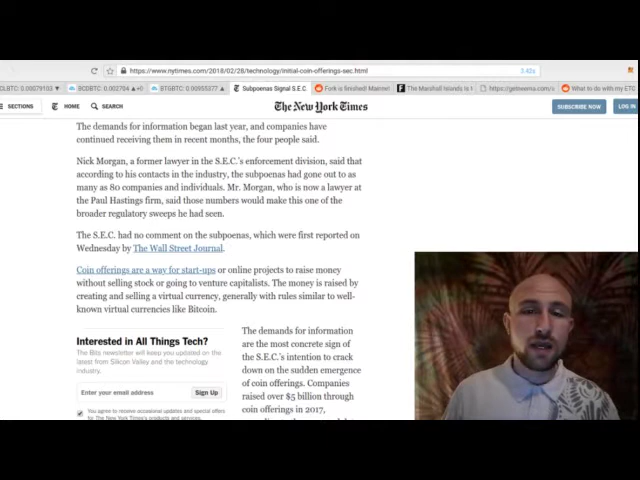 https://www.nytimes.com/2018/02/28/technology/initial-coin-offerings-sec.html
3.42s
CLBTC: 0.00079103 BCDBTC: 0.002704 BTGBTC: 0.00955377 Subpoenas Signal S.E.C. Fork is finished! The Marshall Islands is What to do with my ETC
SECTIONS HOME SEARCH The New York Times SUBSCRIBE NOW LOG IN
The demands for information began last year, and companies have
continued receiving them in recent months, the four people said.
Nick Morgan, a former lawyer in the S.E.C.'s enforcement division, said that
according to his contacts in the industry, the subpoenas had gone out to as
many as 80 companies and individuals. Mr. Morgan, who is now a lawyer at
the Paul Hastings firm, said those numbers would make this one of the
broader regulatory sweeps he had seen.
The S.E.C. had no comment on the subpoenas, which were first reported on
Wednesday by The Wall Street Journal.
Coin offerings are a way for start-ups or online projects to raise money
without selling stock or going to venture capitalists. The money is raised by
creating and selling a virtual currency, generally with rules similar to well-
known virtual currencies like Bitcoin.
Interested in All Things Tech?
The Bits newsletter will keep you updated on the
latest from Silicon Valley and the technology
industry.
Enter your email address Sign Up
You agree to receive occasional updates and special offers
for The New York Times's products and services.
The demands for information
are the most concrete sign of
the S.E.C.'s intention to crack
down on the sudden emergence
of coin offerings. Companies
raised over $5 billion through
coin offerings in 2017,